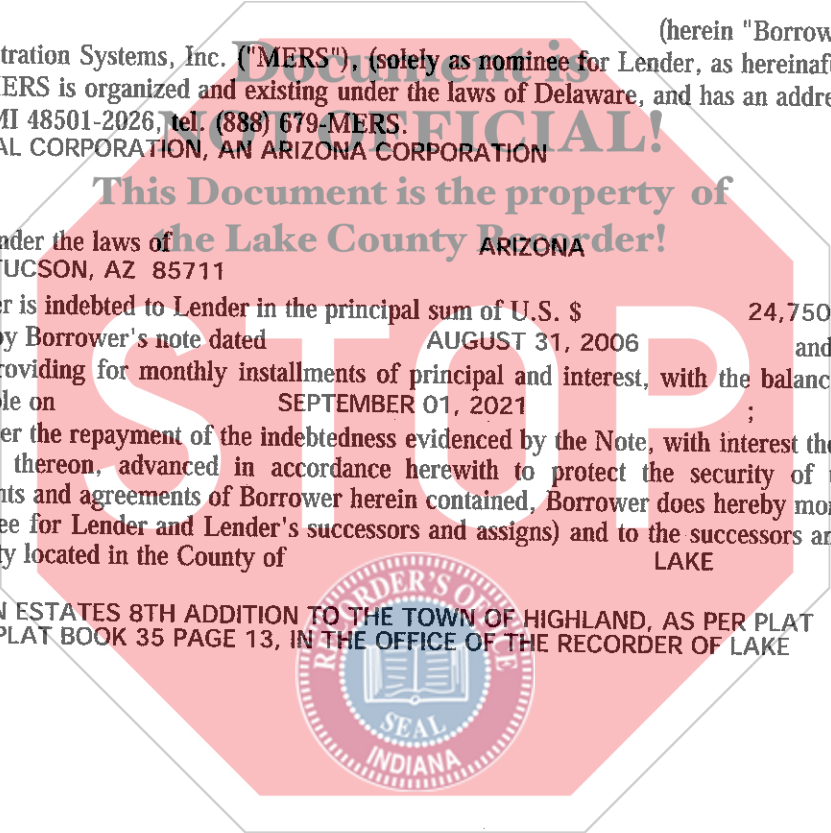 (herein "Borrow
tration Systems, Inc. ("MERS"), (solely as nominee for Lender, as hereinaft
ERS is organized and existing under the laws of Delaware, and has an addre
MI 48501-2026, tel. (888) 679-MERS.
AL CORPORATION, AN ARIZONA CORPORATION
Document is
NOT OFFICIAL!
This Document is the property of
the Lake County Recorder!
nder the laws of ARIZONA
TUCSON, AZ 85711
er is indebted to Lender in the principal sum of U.S. $ 24,750
by Borrower's note dated AUGUST 31, 2006 and
roviding for monthly installments of principal and interest, with the balanc
le on SEPTEMBER 01, 2021 ;
er the repayment of the indebtedness evidenced by the Note, with interest the
thereon, advanced in accordance herewith to protect the security of t
nts and agreements of Borrower herein contained, Borrower does hereby mor
ee for Lender and Lender's successors and assigns) and to the successors an
ty located in the County of LAKE
STOP
N ESTATES 8TH ADDITION TO THE TOWN OF HIGHLAND, AS PER PLAT
PLAT BOOK 35 PAGE 13, IN THE OFFICE OF THE RECORDER OF LAKE
RECORDER'S OFFICE
SEAL
INDIANA